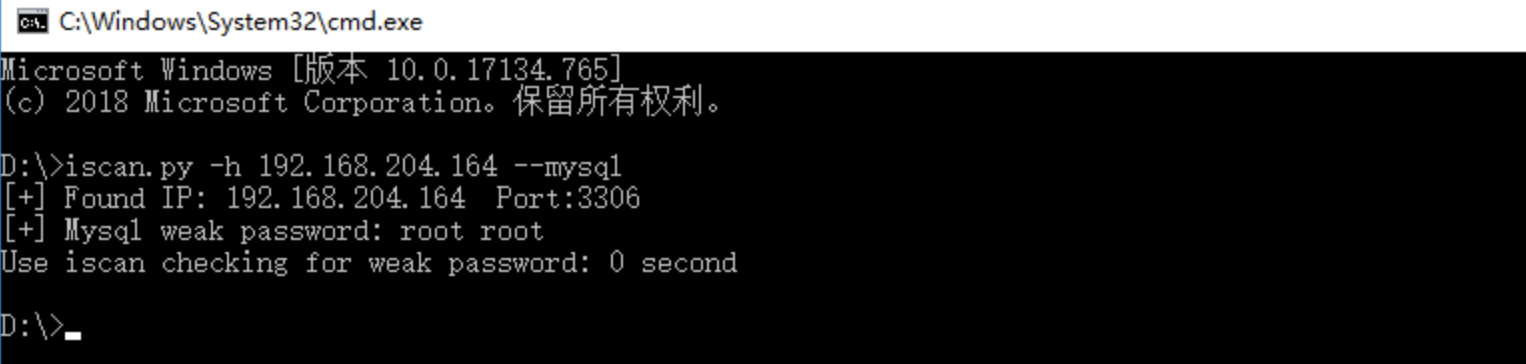 C:\Windows\System32\cmd.exe
Microsoft Windows [版本 10.0.17134.765]
(c) 2018 Microsoft Corporation。保留所有权利。
D:\>iscan.py -h 192.168.204.164 --mysql
[+] Found IP: 192.168.204.164  Port:3306
[+] Mysql weak password: root root
Use iscan checking for weak password: 0 second
D:\>